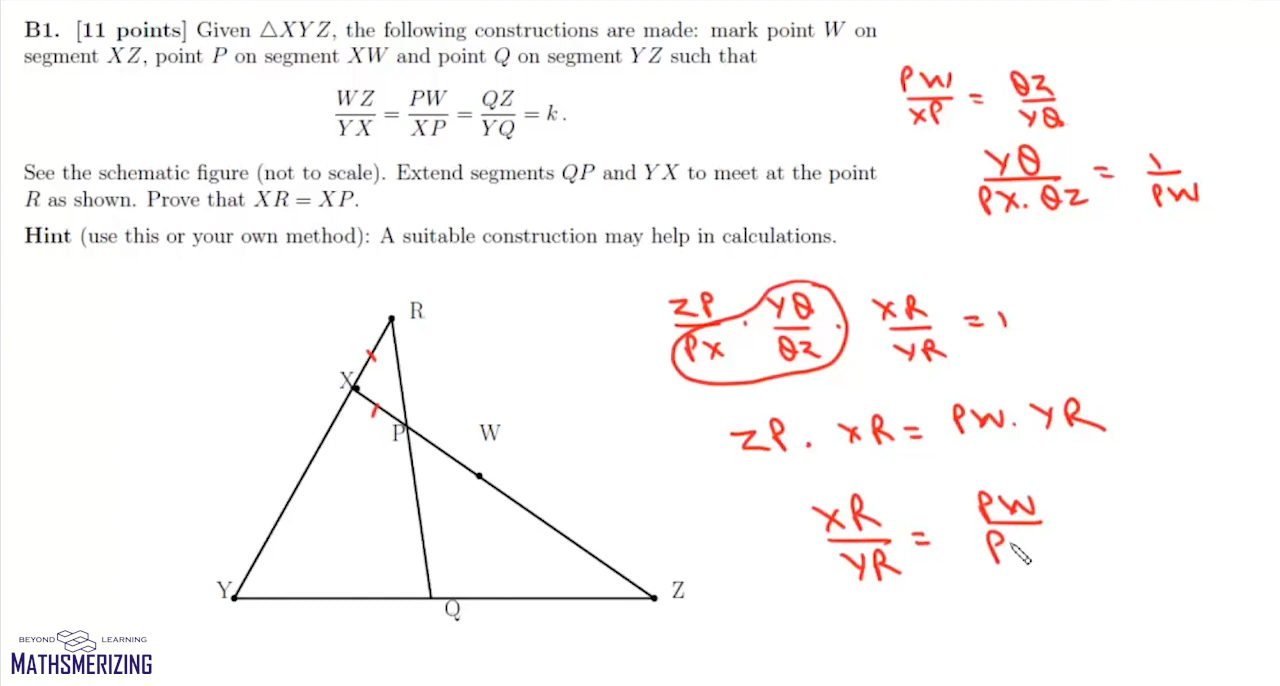 B1. [11 points] Given △XYZ, the following constructions are made: mark point W on
segment XZ, point P on segment XW and point Q on segment YZ such that
WZ/YX = PW/XP = QZ/YQ = k.
See the schematic figure (not to scale). Extend segments QP and YX to meet at the point
R as shown. Prove that XR = XP.
Hint (use this or your own method): A suitable construction may help in calculations.
PW/XP = QZ/YQ
YQ/PX. QZ = 1/PW
ZP/PX . YQ/QZ . XR/YR = 1
ZP . XR = PW. YR
XR/YR = PW/P
R
X
P
W
Y
Q
Z
BEYOND LEARNING
MATHSMERIZING